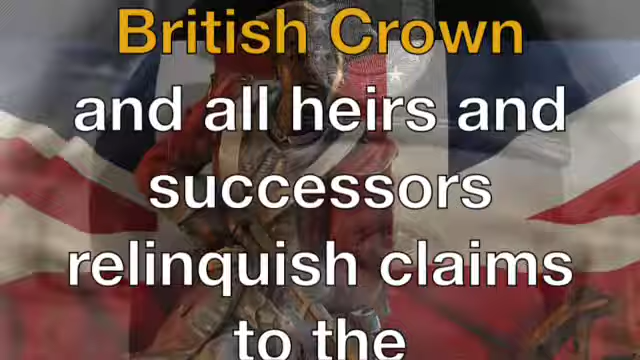 British Crown
and all heirs and
successors
relinquish claims
to the